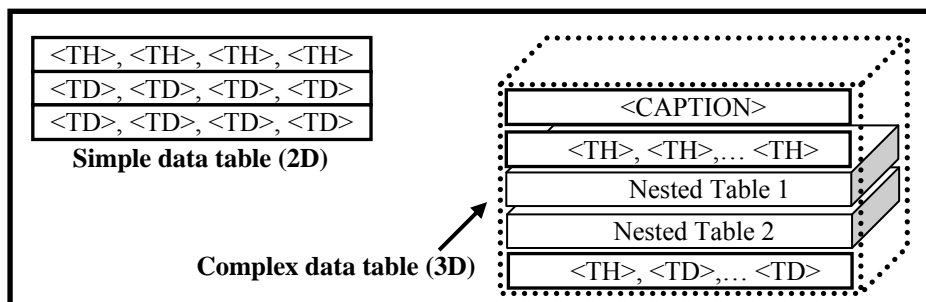 <TH>, <TH>, <TH>, <TH>
<TD>, <TD>, <TD>, <TD>
<TD>, <TD>, <TD>, <TD>
Simple data table (2D)
<CAPTION>
<TH>, <TH>,… <TH>
Nested Table 1
Nested Table 2
<TH>, <TD>,… <TD>
Complex data table (3D)